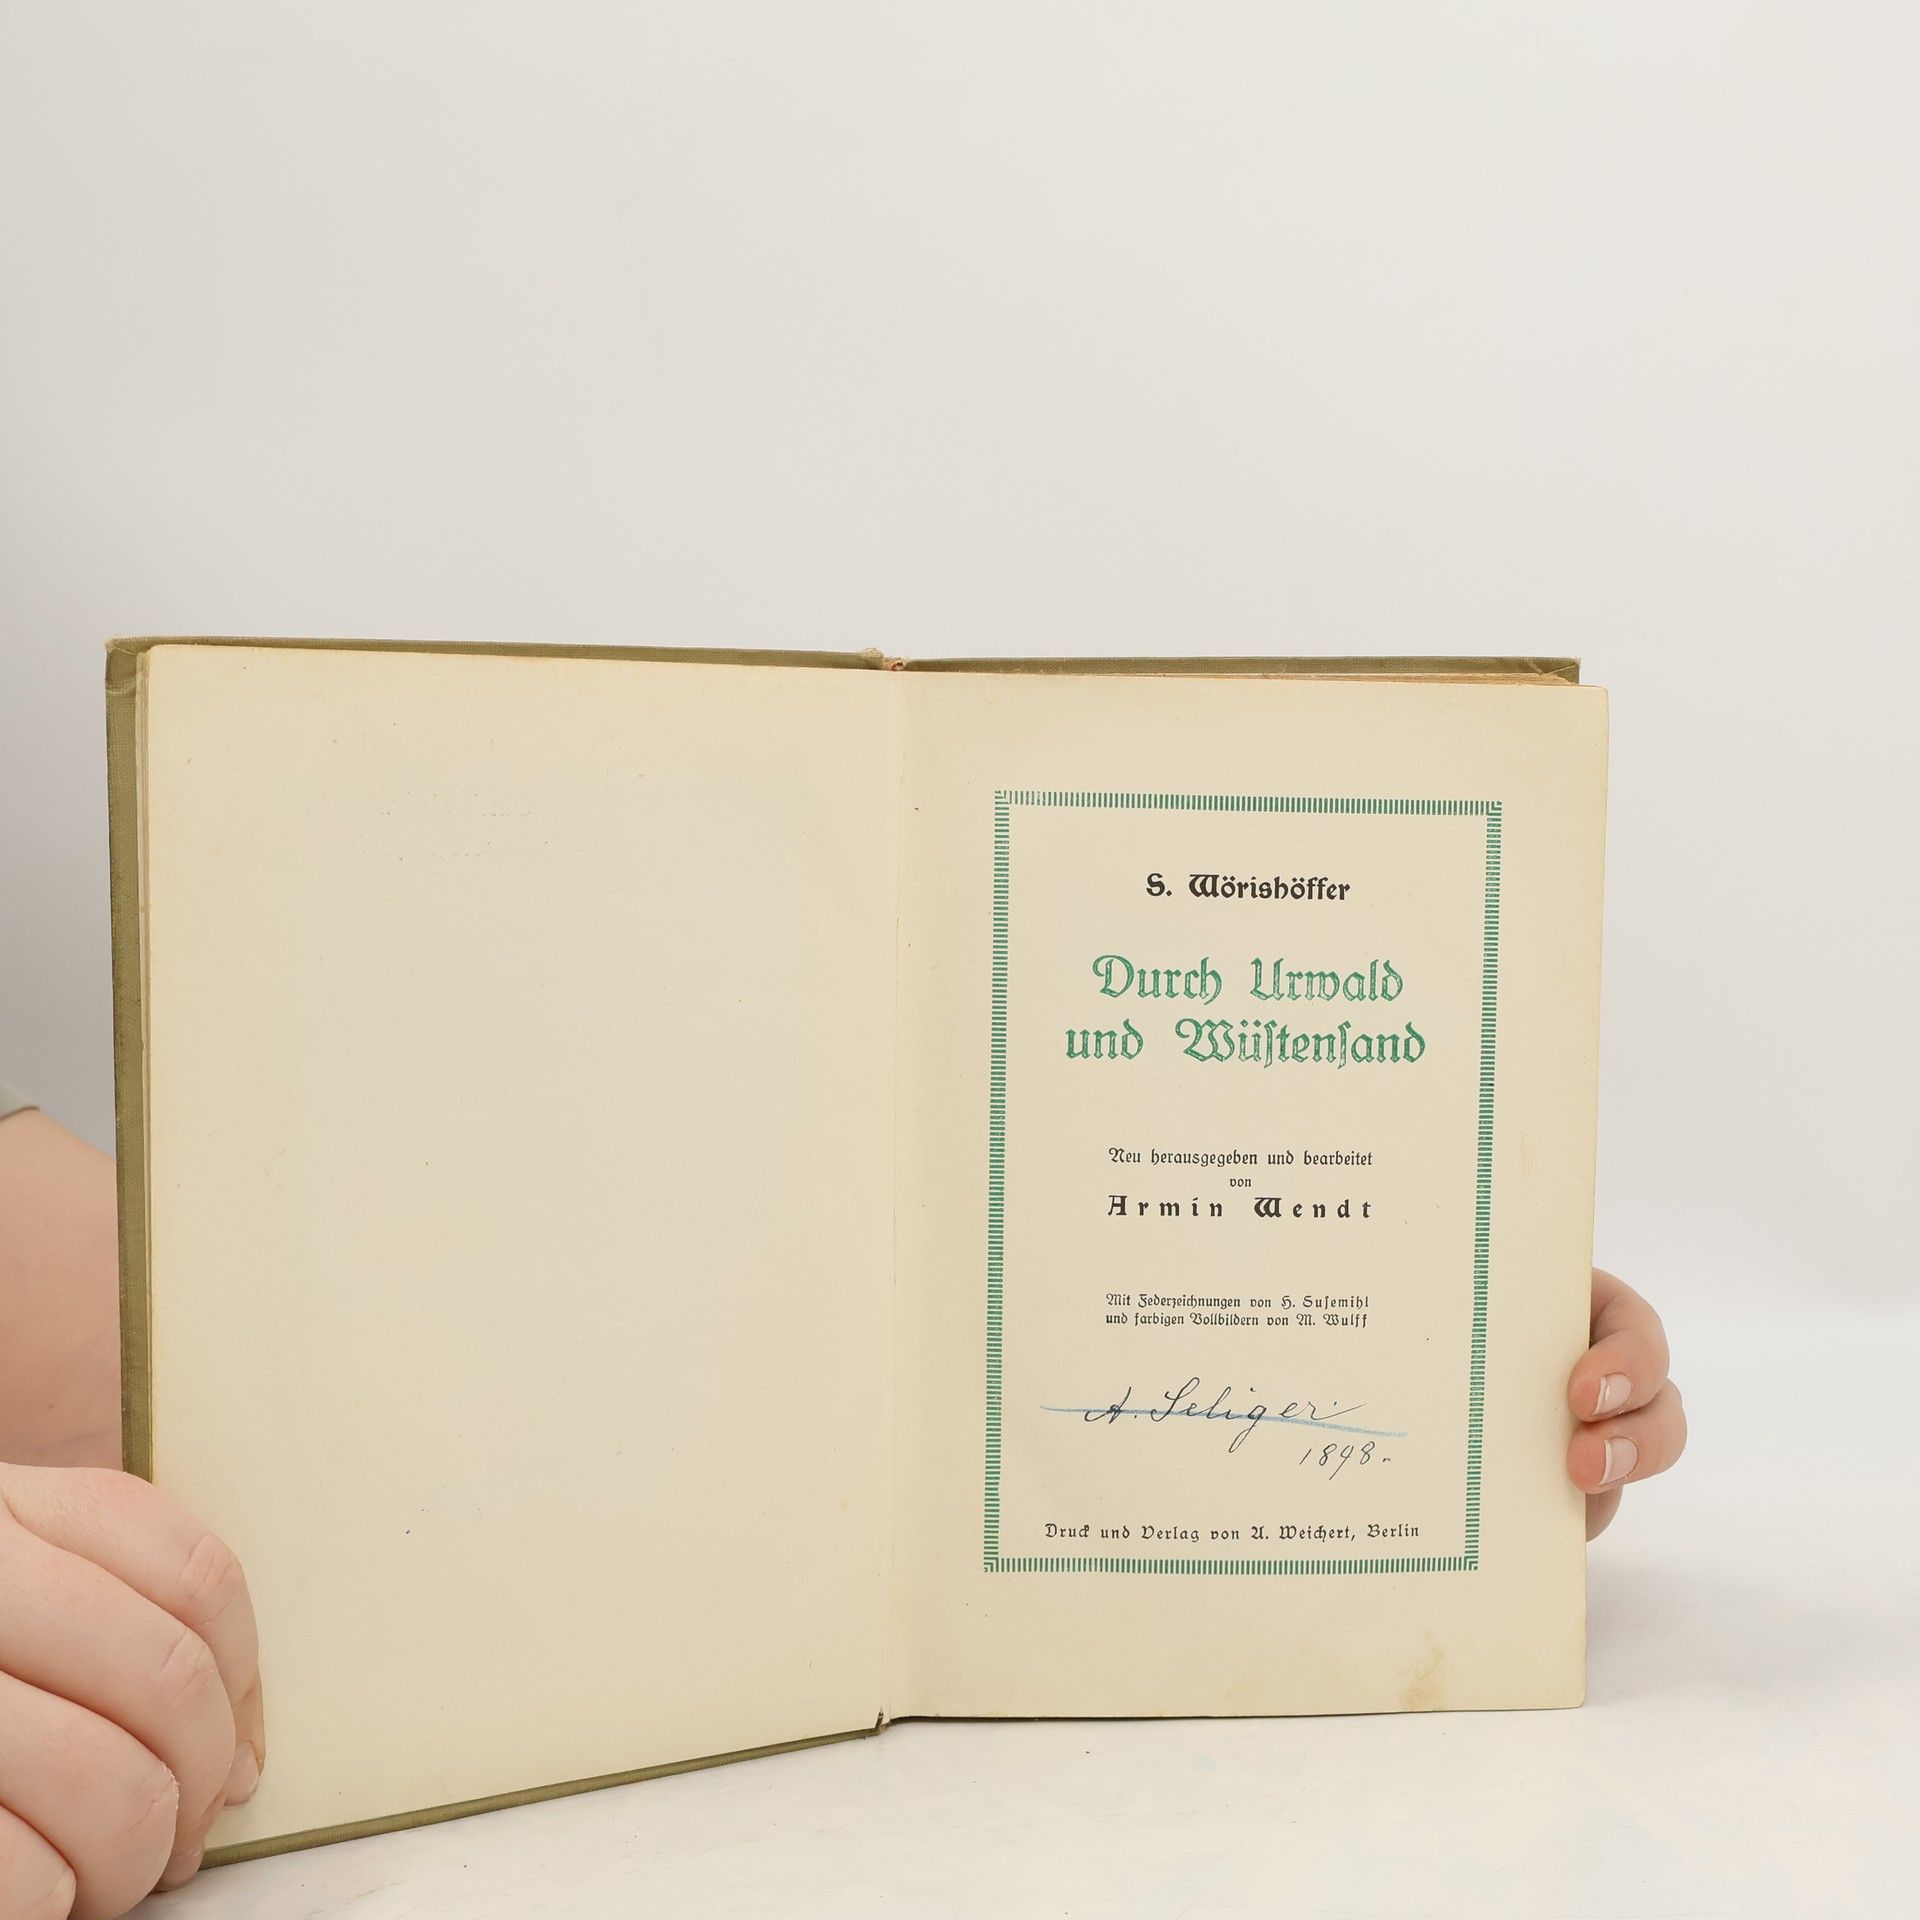 S. Wörishöffer
Durch Urwald
und Wüſtenſand
Neu herausgegeben und bearbeitet
von
Armin Wendt
Mit Federzeichnungen von H. Suſemihl
und farbigen Vollbildern von M. Wulff
A. Seliger
1898.
Druck und Verlag von A. Weichert, Berlin